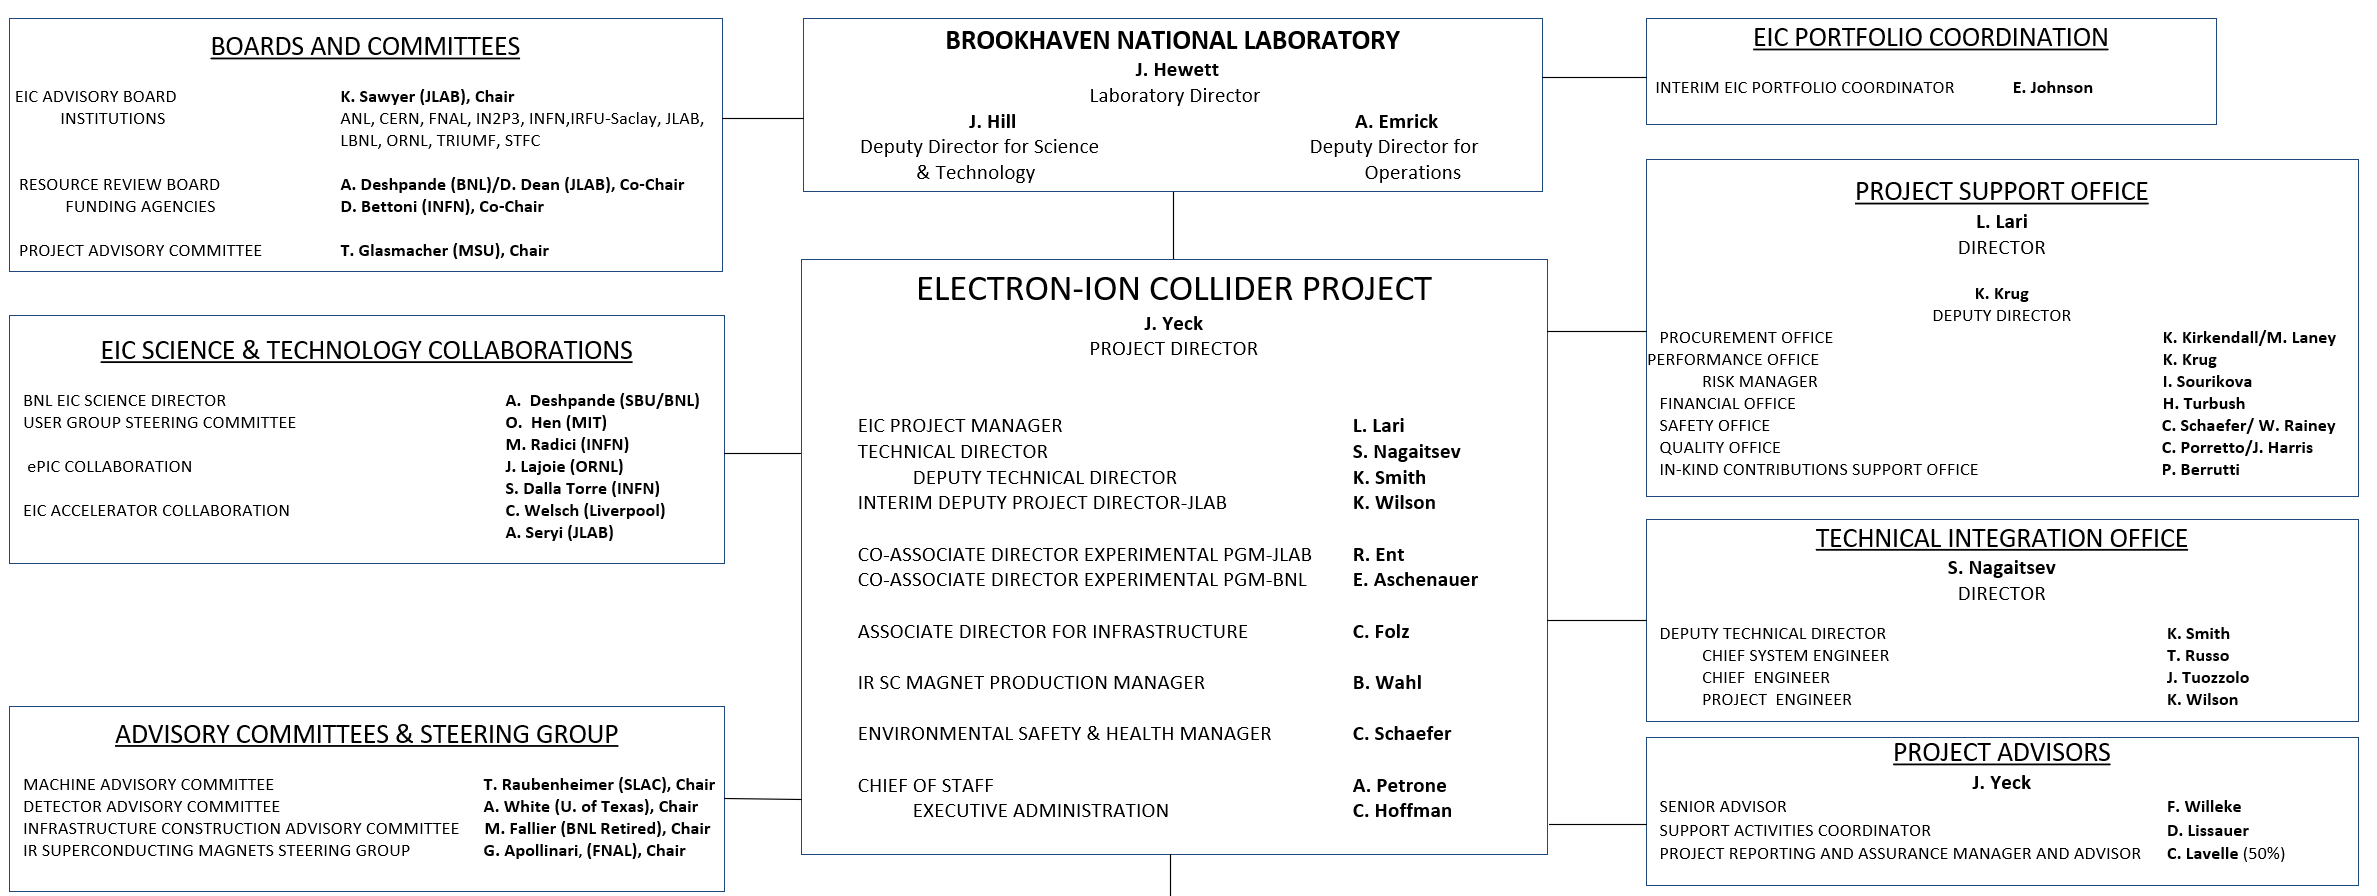 BOARDS AND COMMITTEES
EIC ADVISORY BOARD K. Sawyer (JLAB), Chair
INSTITUTIONS ANL, CERN, FNAL, IN2P3, INFN,IRFU-Saclay, JLAB,
LBNL, ORNL, TRIUMF, STFC
RESOURCE REVIEW BOARD A. Deshpande (BNL)/D. Dean (JLAB), Co-Chair
FUNDING AGENCIES D. Bettoni (INFN), Co-Chair
PROJECT ADVISORY COMMITTEE T. Glasmacher (MSU), Chair
BROOKHAVEN NATIONAL LABORATORY
J. Hewett
Laboratory Director
J. Hill A. Emrick
Deputy Director for Science Deputy Director for
& Technology Operations
EIC PORTFOLIO COORDINATION
INTERIM EIC PORTFOLIO COORDINATOR E. Johnson
EIC SCIENCE & TECHNOLOGY COLLABORATIONS
BNL EIC SCIENCE DIRECTOR A. Deshpande (SBU/BNL)
USER GROUP STEERING COMMITTEE O. Hen (MIT)
M. Radici (INFN)
ePIC COLLABORATION J. Lajoie (ORNL)
S. Dalla Torre (INFN)
EIC ACCELERATOR COLLABORATION C. Welsch (Liverpool)
A. Seryi (JLAB)
ELECTRON-ION COLLIDER PROJECT
J. Yeck
PROJECT DIRECTOR
EIC PROJECT MANAGER L. Lari
TECHNICAL DIRECTOR S. Nagaitsev
DEPUTY TECHNICAL DIRECTOR K. Smith
INTERIM DEPUTY PROJECT DIRECTOR-JLAB K. Wilson
CO-ASSOCIATE DIRECTOR EXPERIMENTAL PGM-JLAB R. Ent
CO-ASSOCIATE DIRECTOR EXPERIMENTAL PGM-BNL E. Aschenauer
ASSOCIATE DIRECTOR FOR INFRASTRUCTURE C. Folz
IR SC MAGNET PRODUCTION MANAGER B. Wahl
ENVIRONMENTAL SAFETY & HEALTH MANAGER C. Schaefer
CHIEF OF STAFF A. Petrone
EXECUTIVE ADMINISTRATION C. Hoffman
PROJECT SUPPORT OFFICE
L. Lari
DIRECTOR
K. Krug
DEPUTY DIRECTOR
PROCUREMENT OFFICE K. Kirkendall/M. Laney
PERFORMANCE OFFICE K. Krug
RISK MANAGER I. Sourikova
FINANCIAL OFFICE H. Turbush
SAFETY OFFICE C. Schaefer/ W. Rainey
QUALITY OFFICE C. Porretto/J. Harris
IN-KIND CONTRIBUTIONS SUPPORT OFFICE P. Berrutti
TECHNICAL INTEGRATION OFFICE
S. Nagaitsev
DIRECTOR
DEPUTY TECHNICAL DIRECTOR K. Smith
CHIEF SYSTEM ENGINEER T. Russo
CHIEF ENGINEER J. Tuozzolo
PROJECT ENGINEER K. Wilson
ADVISORY COMMITTEES & STEERING GROUP
MACHINE ADVISORY COMMITTEE T. Raubenheimer (SLAC), Chair
DETECTOR ADVISORY COMMITTEE A. White (U. of Texas), Chair
INFRASTRUCTURE CONSTRUCTION ADVISORY COMMITTEE M. Fallier (BNL Retired), Chair
IR SUPERCONDUCTING MAGNETS STEERING GROUP G. Apollinari, (FNAL), Chair
PROJECT ADVISORS
J. Yeck
SENIOR ADVISOR F. Willeke
SUPPORT ACTIVITIES COORDINATOR D. Lissauer
PROJECT REPORTING AND ASSURANCE MANAGER AND ADVISOR C. Lavelle (50%)